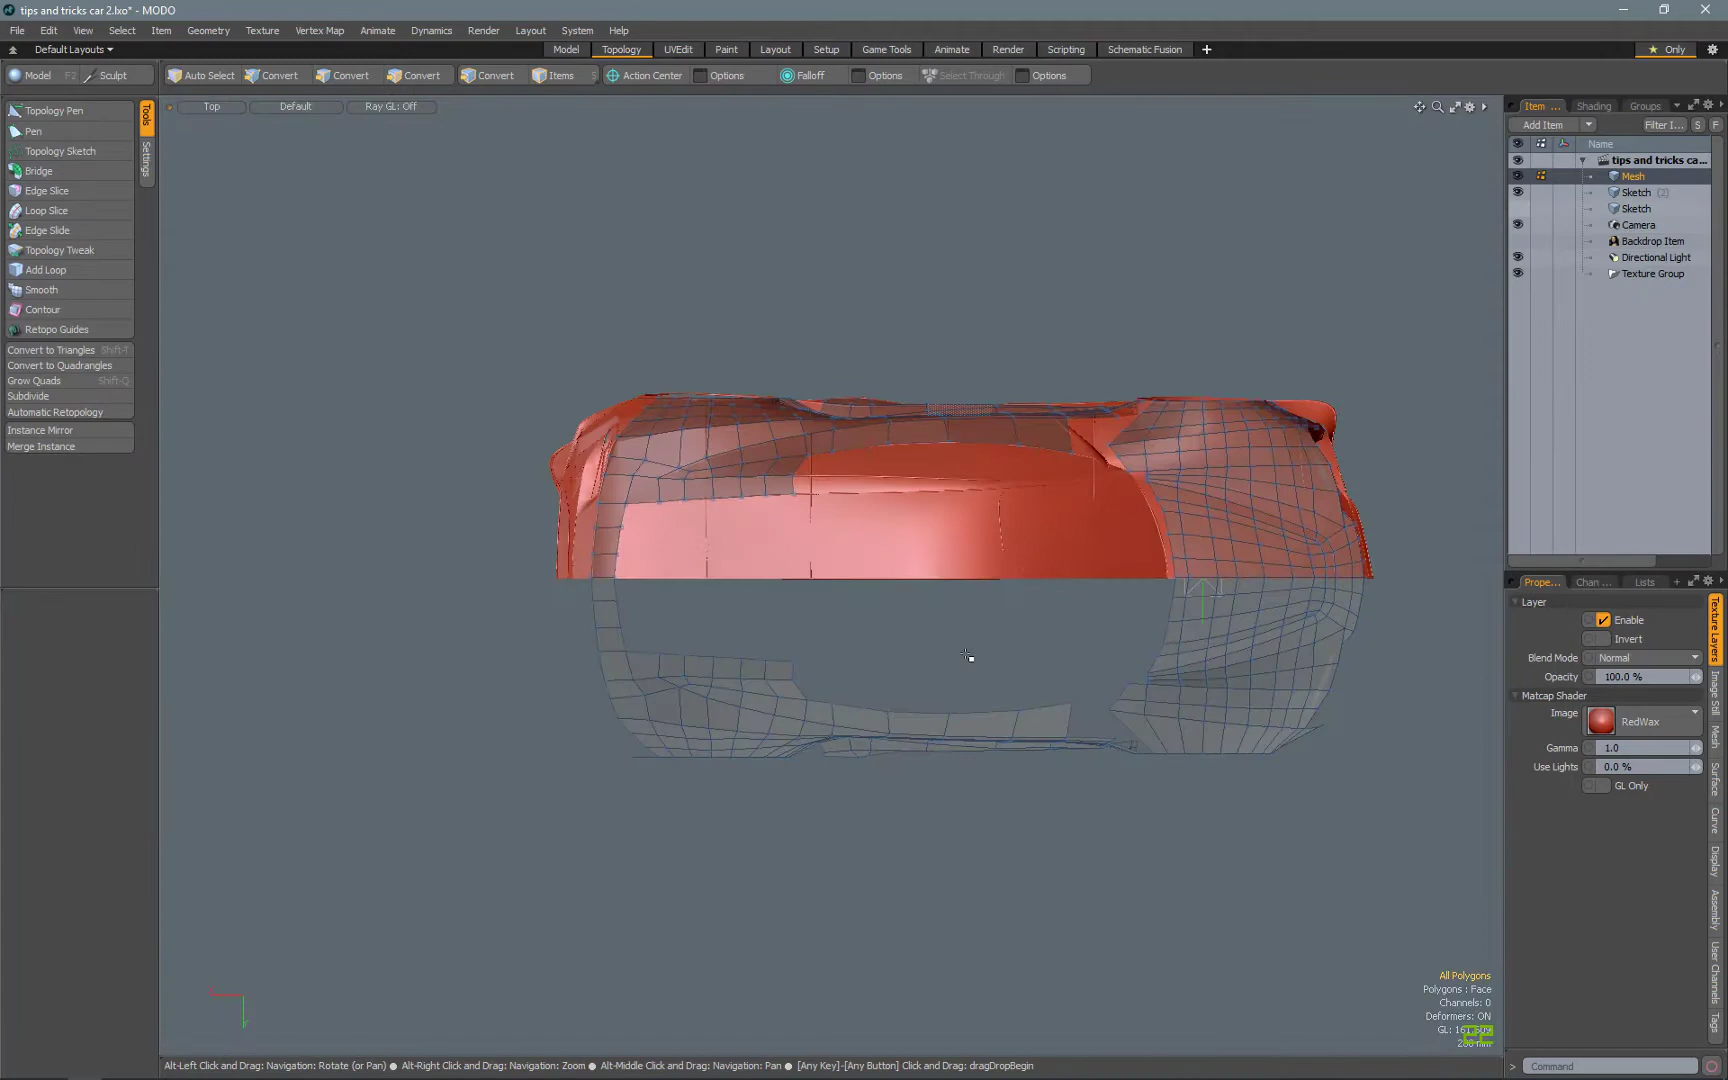 tips and tricks car 2.lxo* - MODO
File Edit View Select Item Geometry Texture Vertex Map Animate Dynamics Render Layout System Help
Default Layouts Model Topology UVEdit Paint Layout Setup Game Tools Animate Render Scripting Schematic Fusion Only
Model F2 Sculpt Auto Select Convert Convert Convert Convert Items S Action Center Options Falloff Options Select Through Options
Top Default Ray GL: Off
Topology Pen
Pen
Topology Sketch
Bridge
Edge Slice
Loop Slice
Edge Slide
Topology Tweak
Add Loop
Smooth
Contour
Retopo Guides
Convert to Triangles Shift-T
Convert to Quadrangles
Grow Quads Shift-Q
Subdivide
Automatic Retopology
Instance Mirror
Merge Instance
Tools
Settings
Item ... Shading Groups
Add Item Filter I... S F
Name
tips and tricks ca...
Mesh
Sketch (2)
Sketch
Camera
Backdrop Item
Directional Light
Texture Group
Prope... Chan ... Lists
Layer
Enable
Invert
Blend Mode Normal
Opacity 100.0 %
Matcap Shader
Image RedWax
Gamma 1.0
Use Lights 0.0 %
GL Only
Texture Layers
Image Still
Mesh
Surface
Curve
Display
Assembly
User Channels
Tags
All Polygons
Polygons : Face
Channels: 0
Deformers: ON
Alt-Left Click and Drag: Navigation: Rotate (or Pan) ● Alt-Right Click and Drag: Navigation: Zoom ● Alt-Middle Click and Drag: Navigation: Pan ● [Any Key]-[Any Button] Click and Drag: dragDropBegin
Command